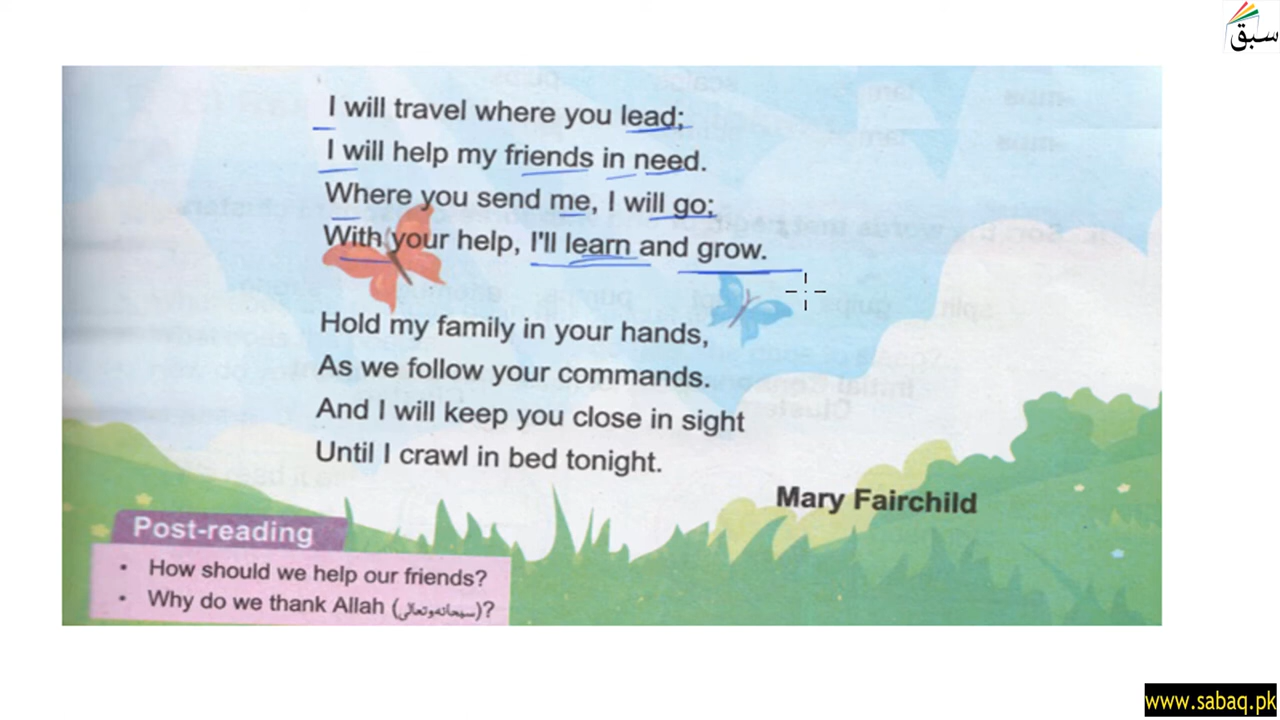 سبق
I will travel where you lead;
I will help my friends in need.
Where you send me, I will go;
With your help, I'll learn and grow.
Hold my family in your hands,
As we follow your commands.
And I will keep you close in sight
Until I crawl in bed tonight.
Mary Fairchild
Post-reading
• How should we help our friends?
• Why do we thank Allah (سبحانه وتعالى)?
www.sabaq.pk